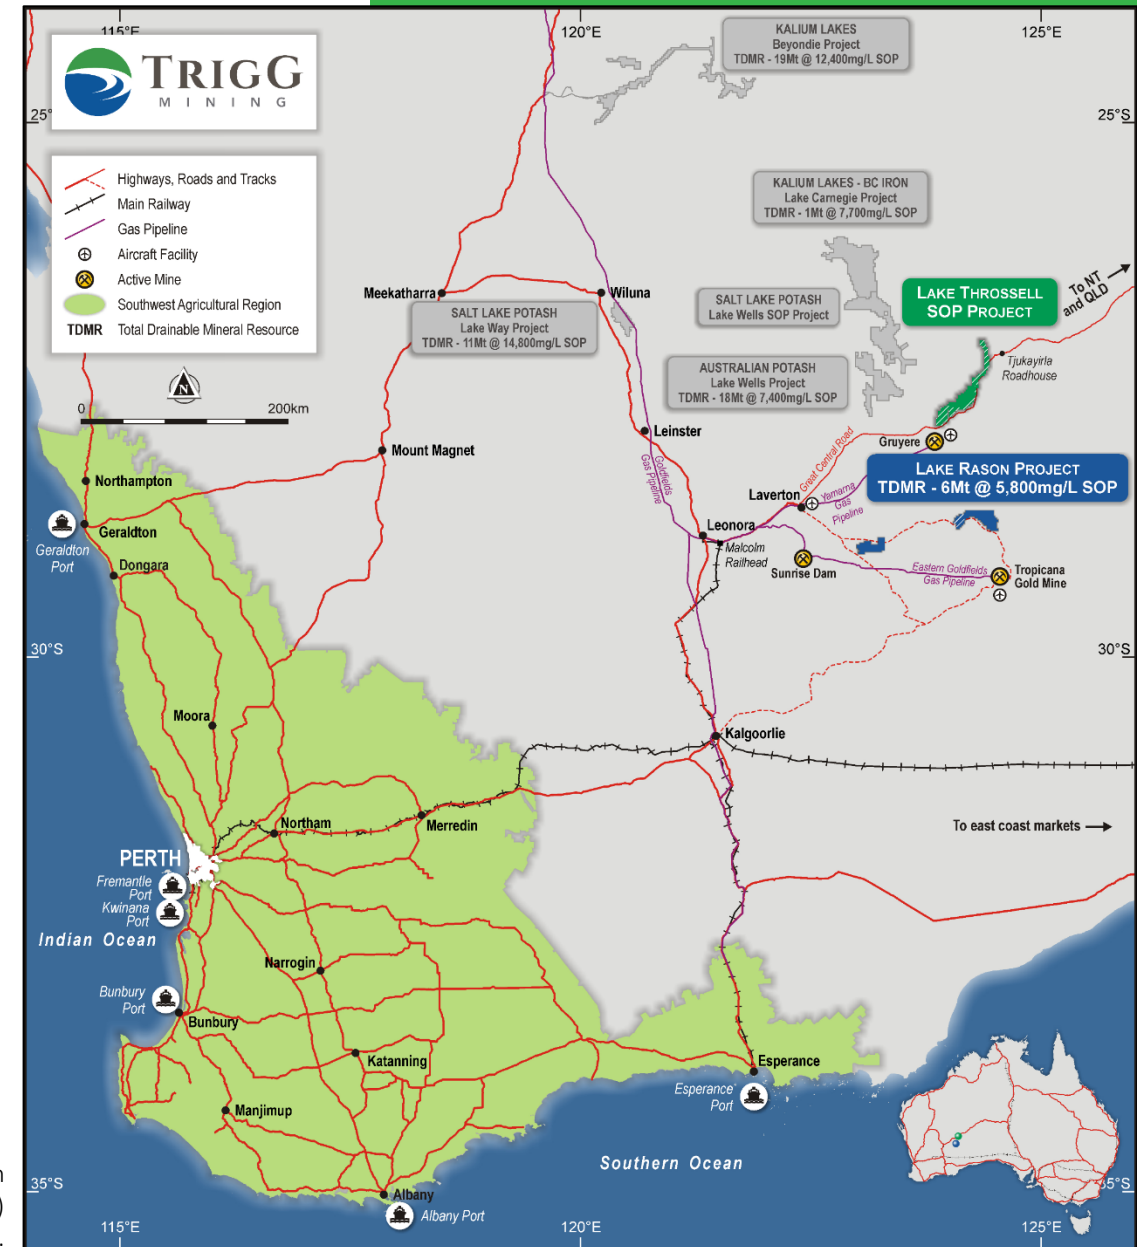 115°E
120°E
125°E
TRIGG
MINING
KALIUM LAKES
Beyondie Project
TDMR - 19Mt @ 12,400mg/L SOP
25°
25°S
Highways, Roads and Tracks
Main Railway
Gas Pipeline
Aircraft Facility
Active Mine
Southwest Agricultural Region
TDMR Total Drainable Mineral Resource
KALIUM LAKES - BC IRON
Lake Carnegie Project
TDMR - 1Mt @ 7,700mg/L SOP
To NT
and QLD
LAKE THROSSELL
SOP PROJECT
Meekatharra
Wiluna
SALT LAKE POTASH
Lake Wells SOP Project
SALT LAKE POTASH
Lake Way Project
TDMR - 11Mt @ 14,800mg/L SOP
Tjukayirla
Roadhouse
AUSTRALIAN POTASH
Lake Wells Project
TDMR - 18Mt @ 7,400mg/L SOP
N
0 200km
Leinster
Mount Magnet
Gruyere
Great Central Road
Goldfields
Gas Pipeline
LAKE RASON PROJECT
TDMR - 6Mt @ 5,800mg/L SOP
Northampton
Laverton
Yamarna
Gas
Pipeline
Geraldton
Geraldton
Port
Leonora
Malcolm
Railhead
Dongara
Sunrise Dam
Eastern Goldfields
Gas Pipeline
Tropicana
Gold Mine
30°S
30°S
Moora
Kalgoorlie
Northam
Merredin
To east coast markets
PERTH
Fremantle
Port
Kwinana
Port
Indian Ocean
Narrogin
Bunbury
Port
Bunbury
Katanning
Esperance
Esperance
Port
Manjimup
Southern Ocean
35°S
35°S
Albany
Albany Port
115°E
120°E
125°E